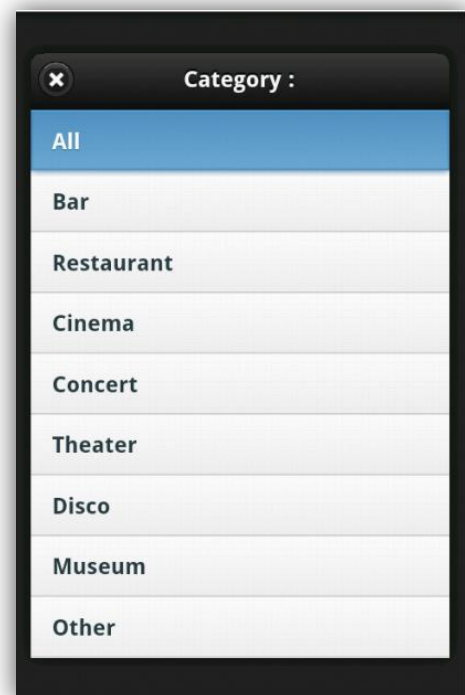 Category :
All
Bar
Restaurant
Cinema
Concert
Theater
Disco
Museum
Other